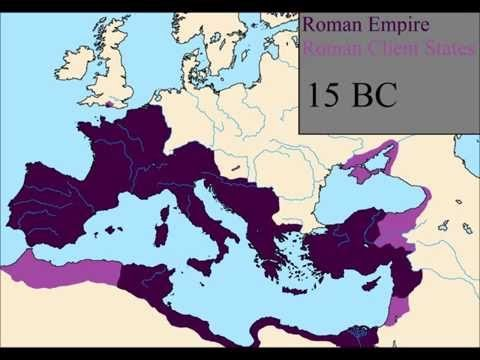 Roman Empire
Roman Client States
15 BC